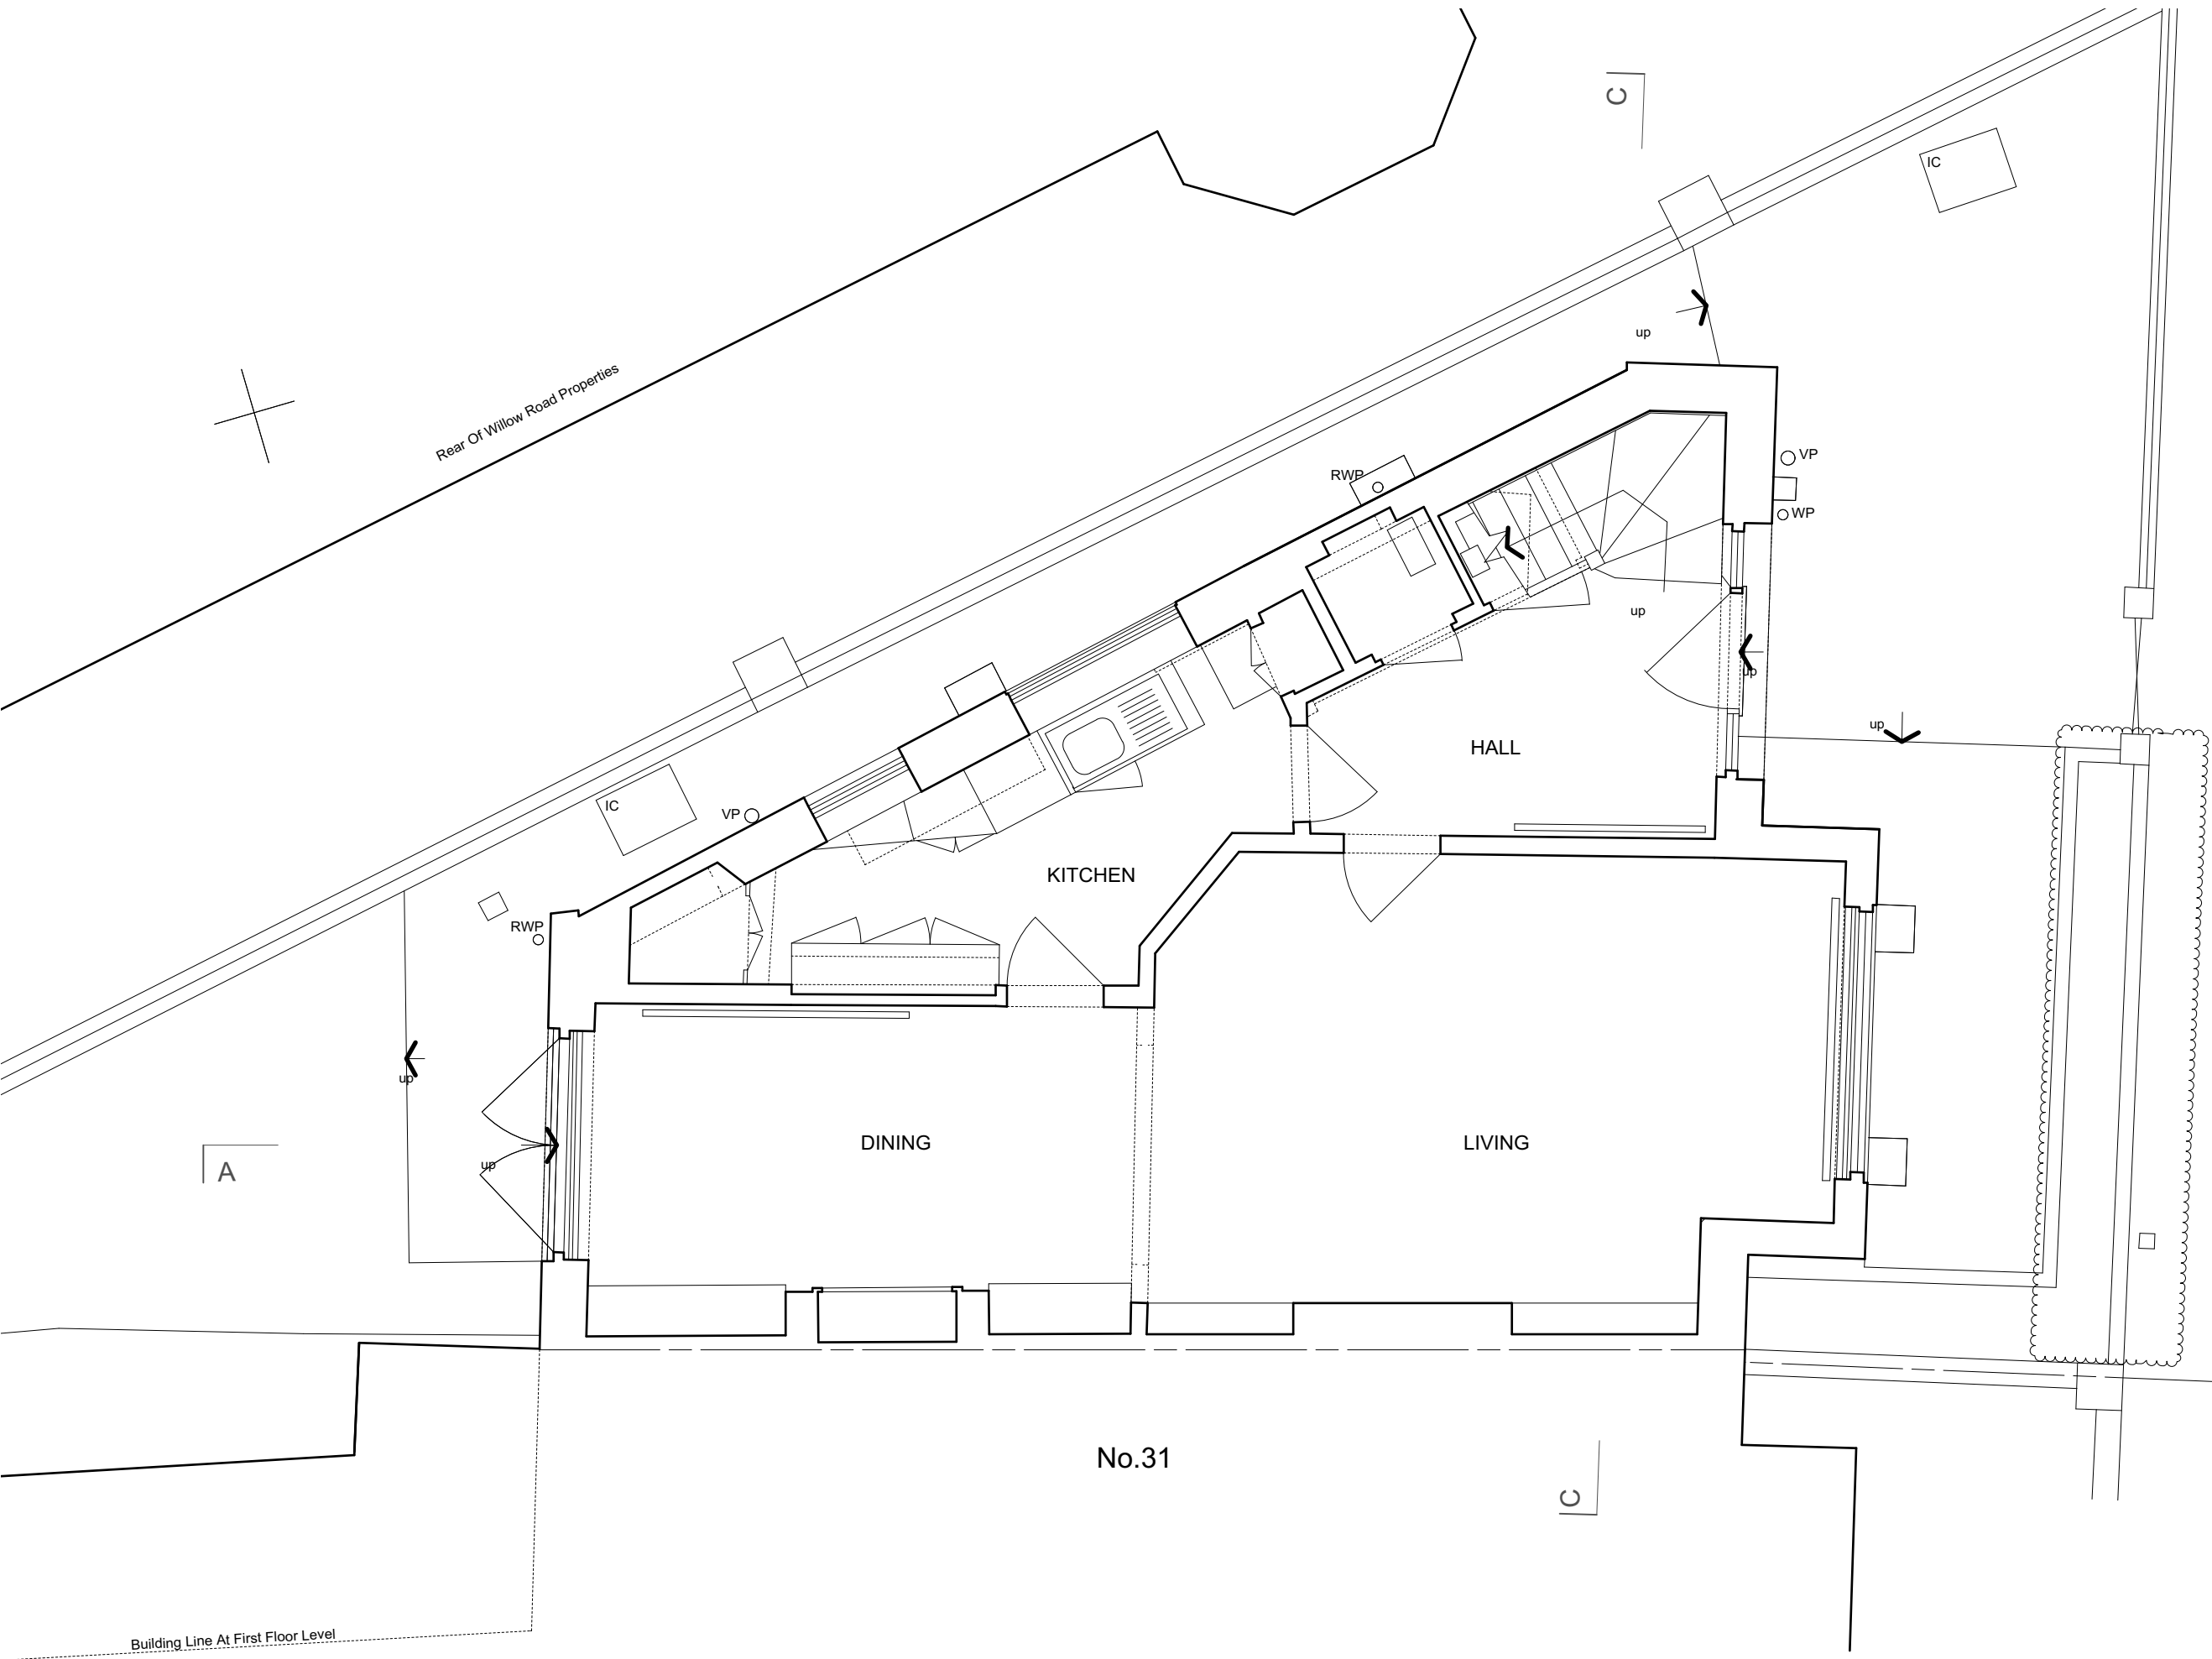 C
IC
up
Rear Of Willow Road Properties
VP
RWP
WP
up
up
up
HALL
IC
VP
KITCHEN
RWP
up
DINING
LIVING
up
A
No.31
C
Building Line At First Floor Level